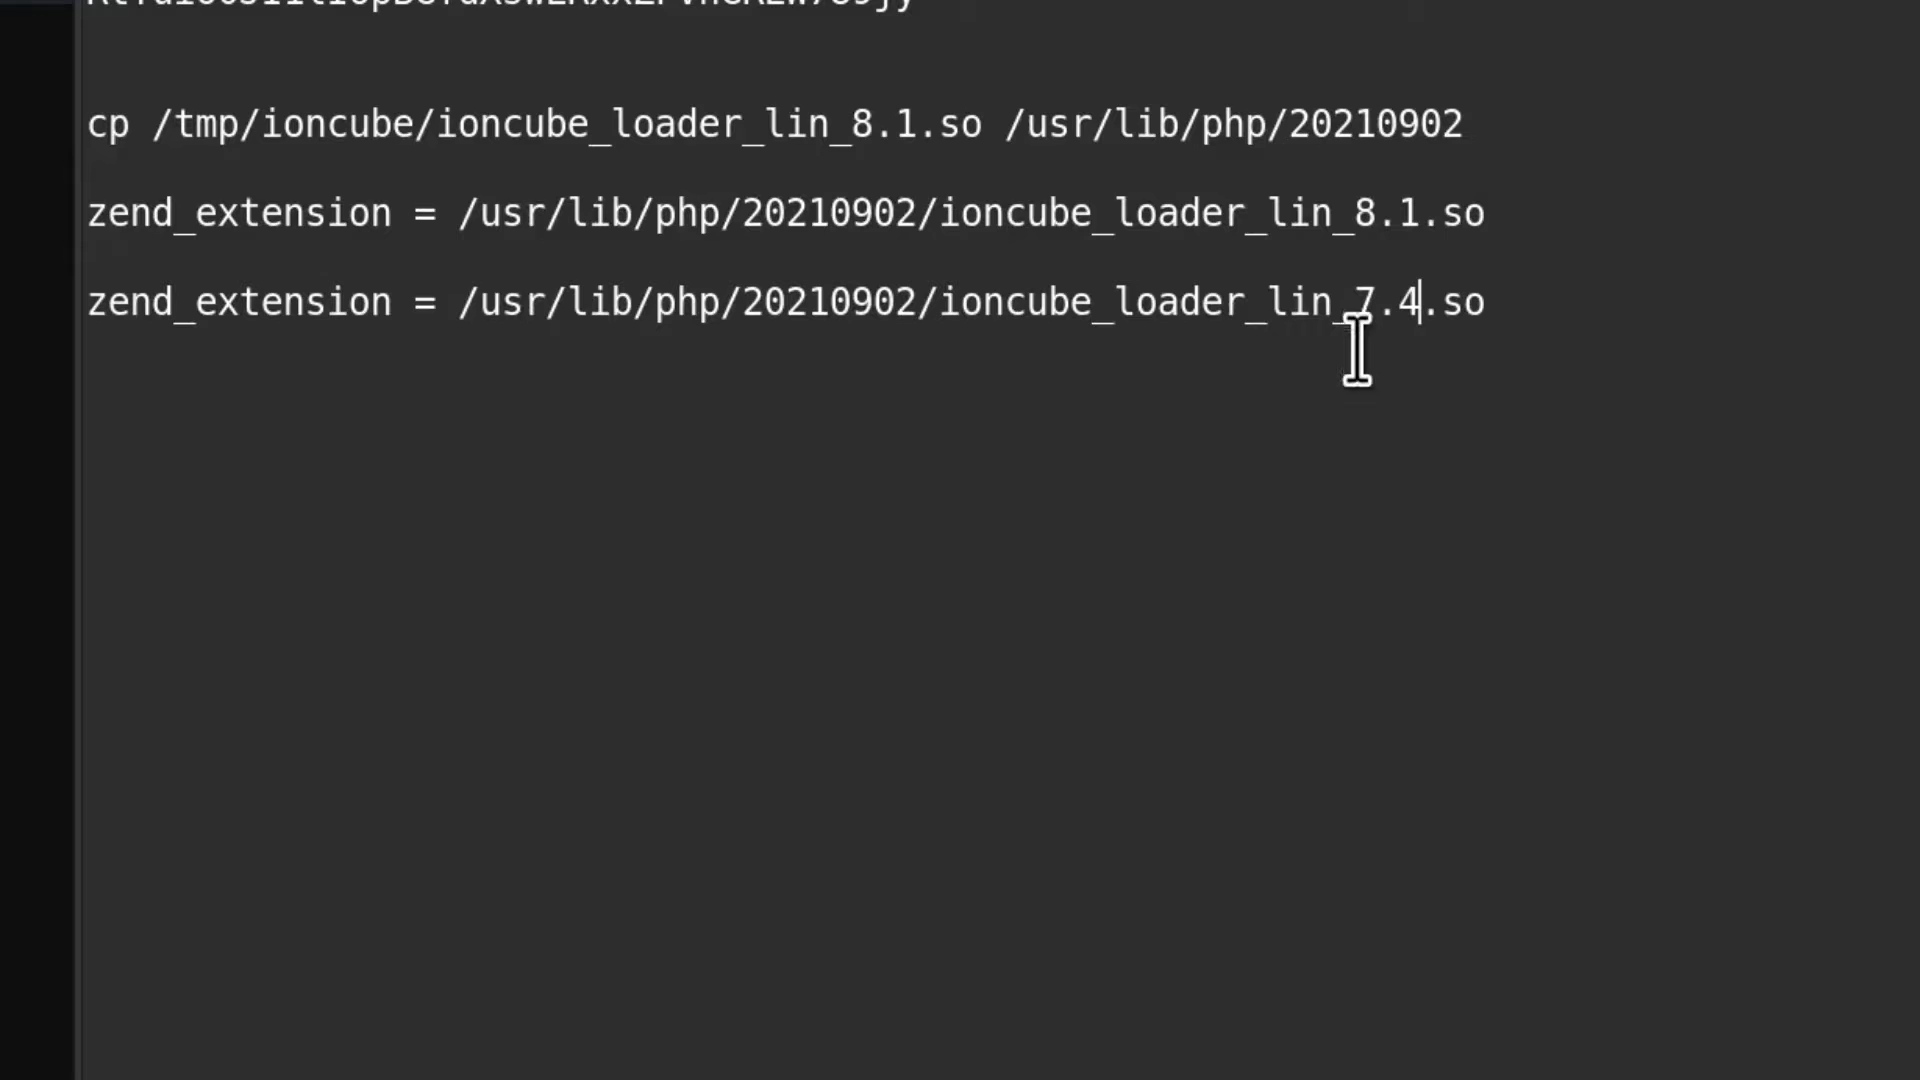 cp /tmp/ioncube/ioncube_loader_lin_8.1.so /usr/lib/php/20210902
zend_extension = /usr/lib/php/20210902/ioncube_loader_lin_8.1.so
zend_extension = /usr/lib/php/20210902/ioncube_loader_lin_7.4.so